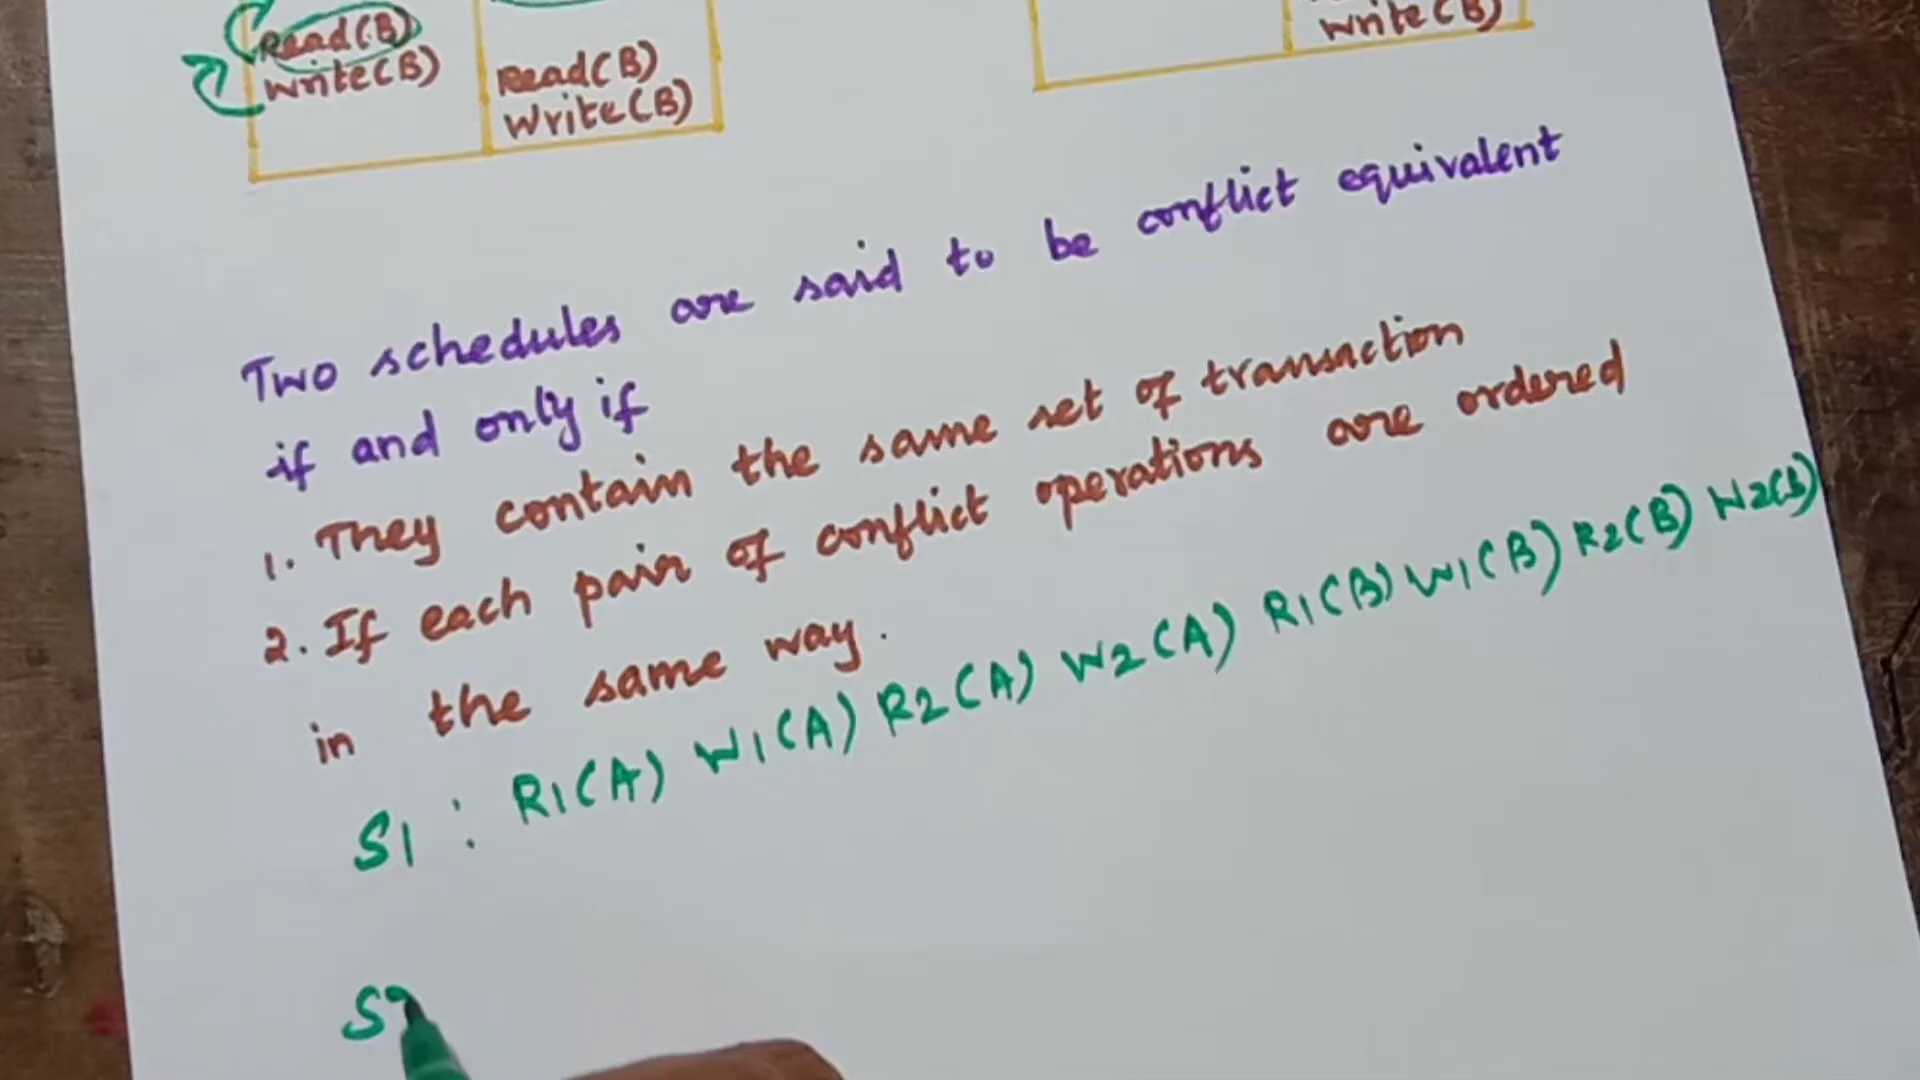 Read(B)
Write(B)
Read(B)
Write(B)
Write(B)
Two schedules are said to be conflict equivalent
if and only if
1. They contain the same set of transaction
2. If each pair of conflict operations are ordered
in the same way.
S1 : R1(A) W1(A) R2(A) W2(A) R1(B) W1(B) R2(B) W2(B)